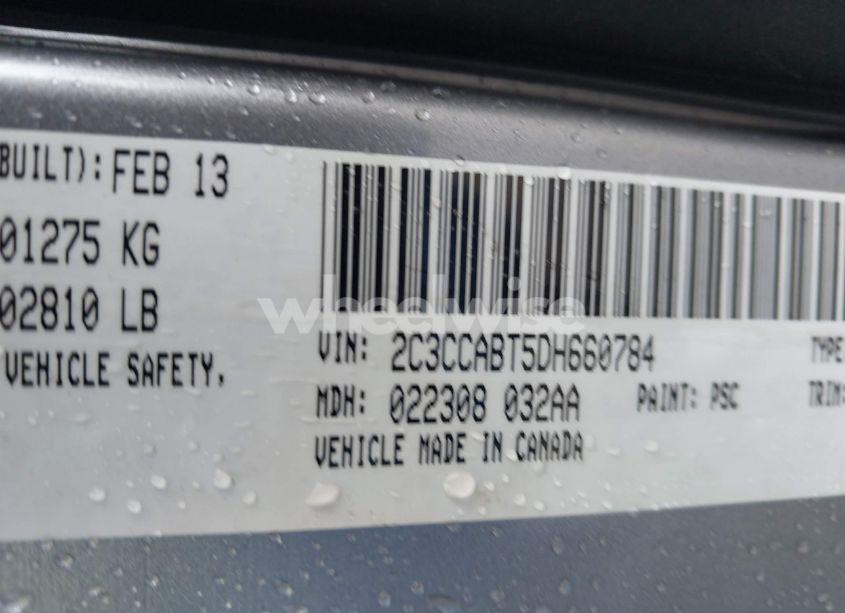 BUILT): FEB 13
01275 KG
02810 LB
VEHICLE SAFETY,
wheelwise
VIN: 2C3CCABT5DH660784 TYPE
MDH: 022308 032AA PAINT: PSC TRIM:
VEHICLE MADE IN CANADA